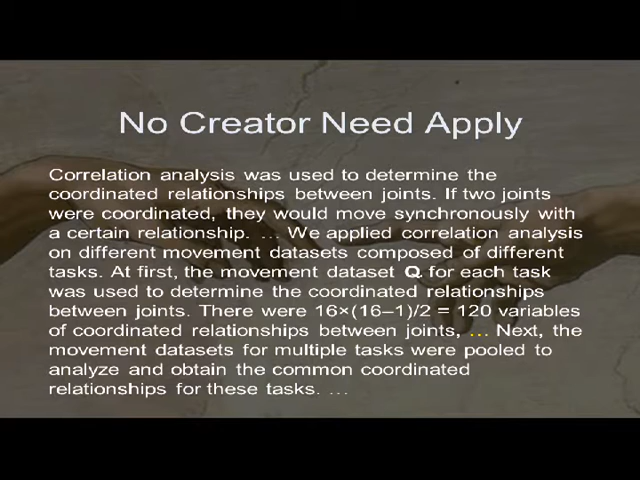 No Creator Need Apply
Correlation analysis was used to determine the
coordinated relationships between joints. If two joints
were coordinated, they would move synchronously with
a certain relationship. … We applied correlation analysis
on different movement datasets composed of different
tasks. At first, the movement dataset Q for each task
was used to determine the coordinated relationships
between joints. There were 16×(16–1)/2 = 120 variables
of coordinated relationships between joints, … Next, the
movement datasets for multiple tasks were pooled to
analyze and obtain the common coordinated
relationships for these tasks. …